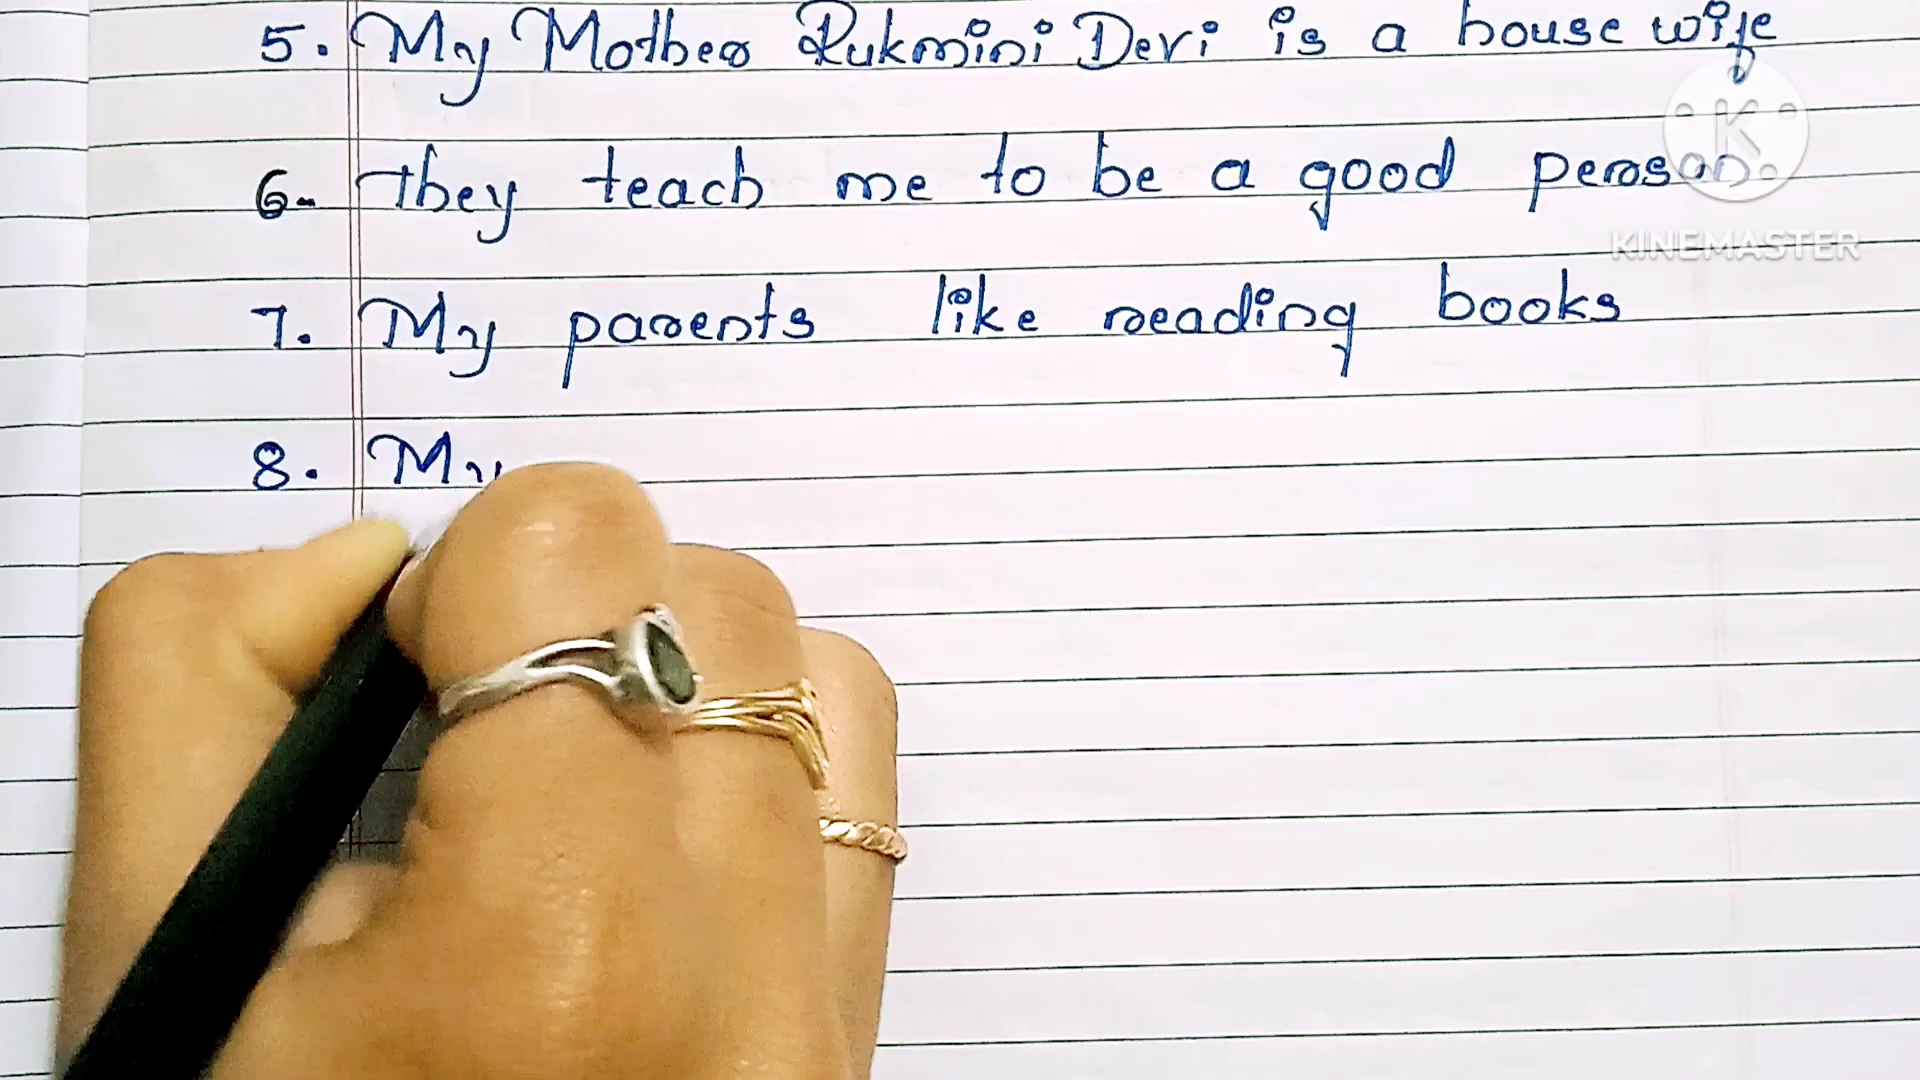 5. My Mother Rukmini Devi is a house wife
6- They teach me to be a good person.
7. My parents like reading books
8. My
K
KINEMASTER